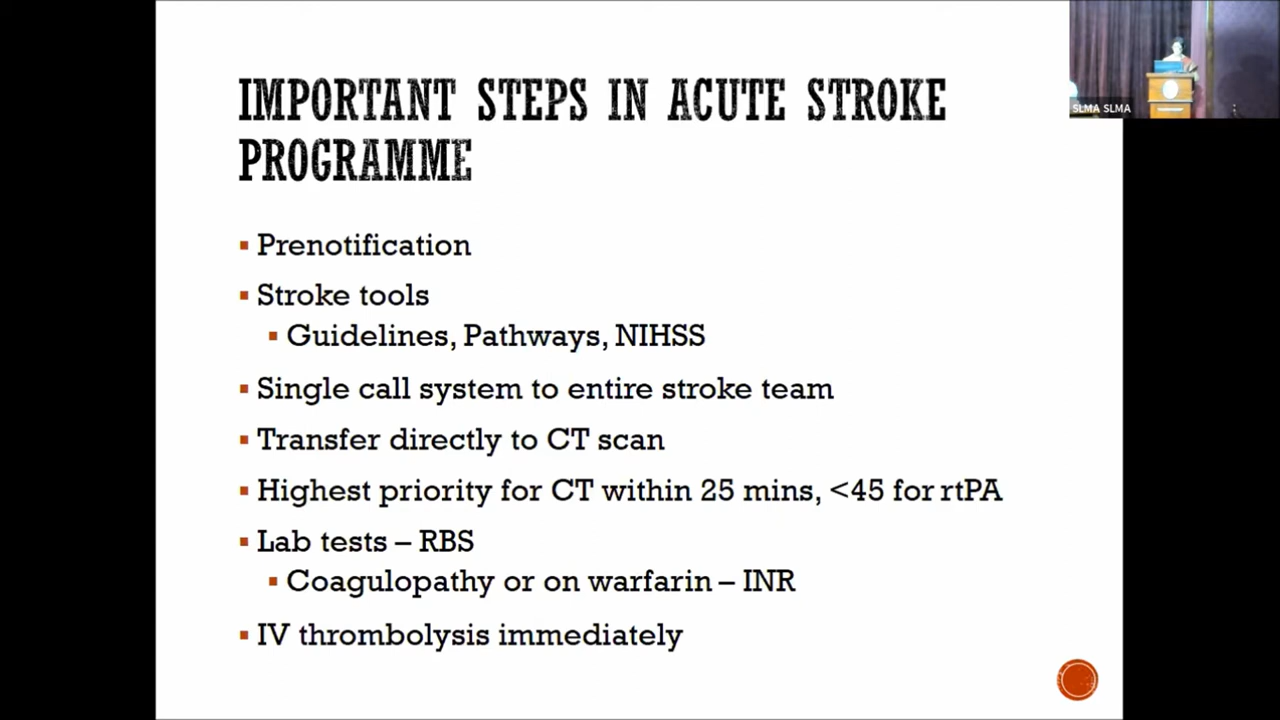 IMPORTANT STEPS IN ACUTE STROKE
PROGRAMME
Prenotification
Stroke tools
Guidelines, Pathways, NIHSS
Single call system to entire stroke team
Transfer directly to CT scan
Highest priority for CT within 25 mins, <45 for rtPA
Lab tests – RBS
Coagulopathy or on warfarin – INR
IV thrombolysis immediately
SLMA SLMA